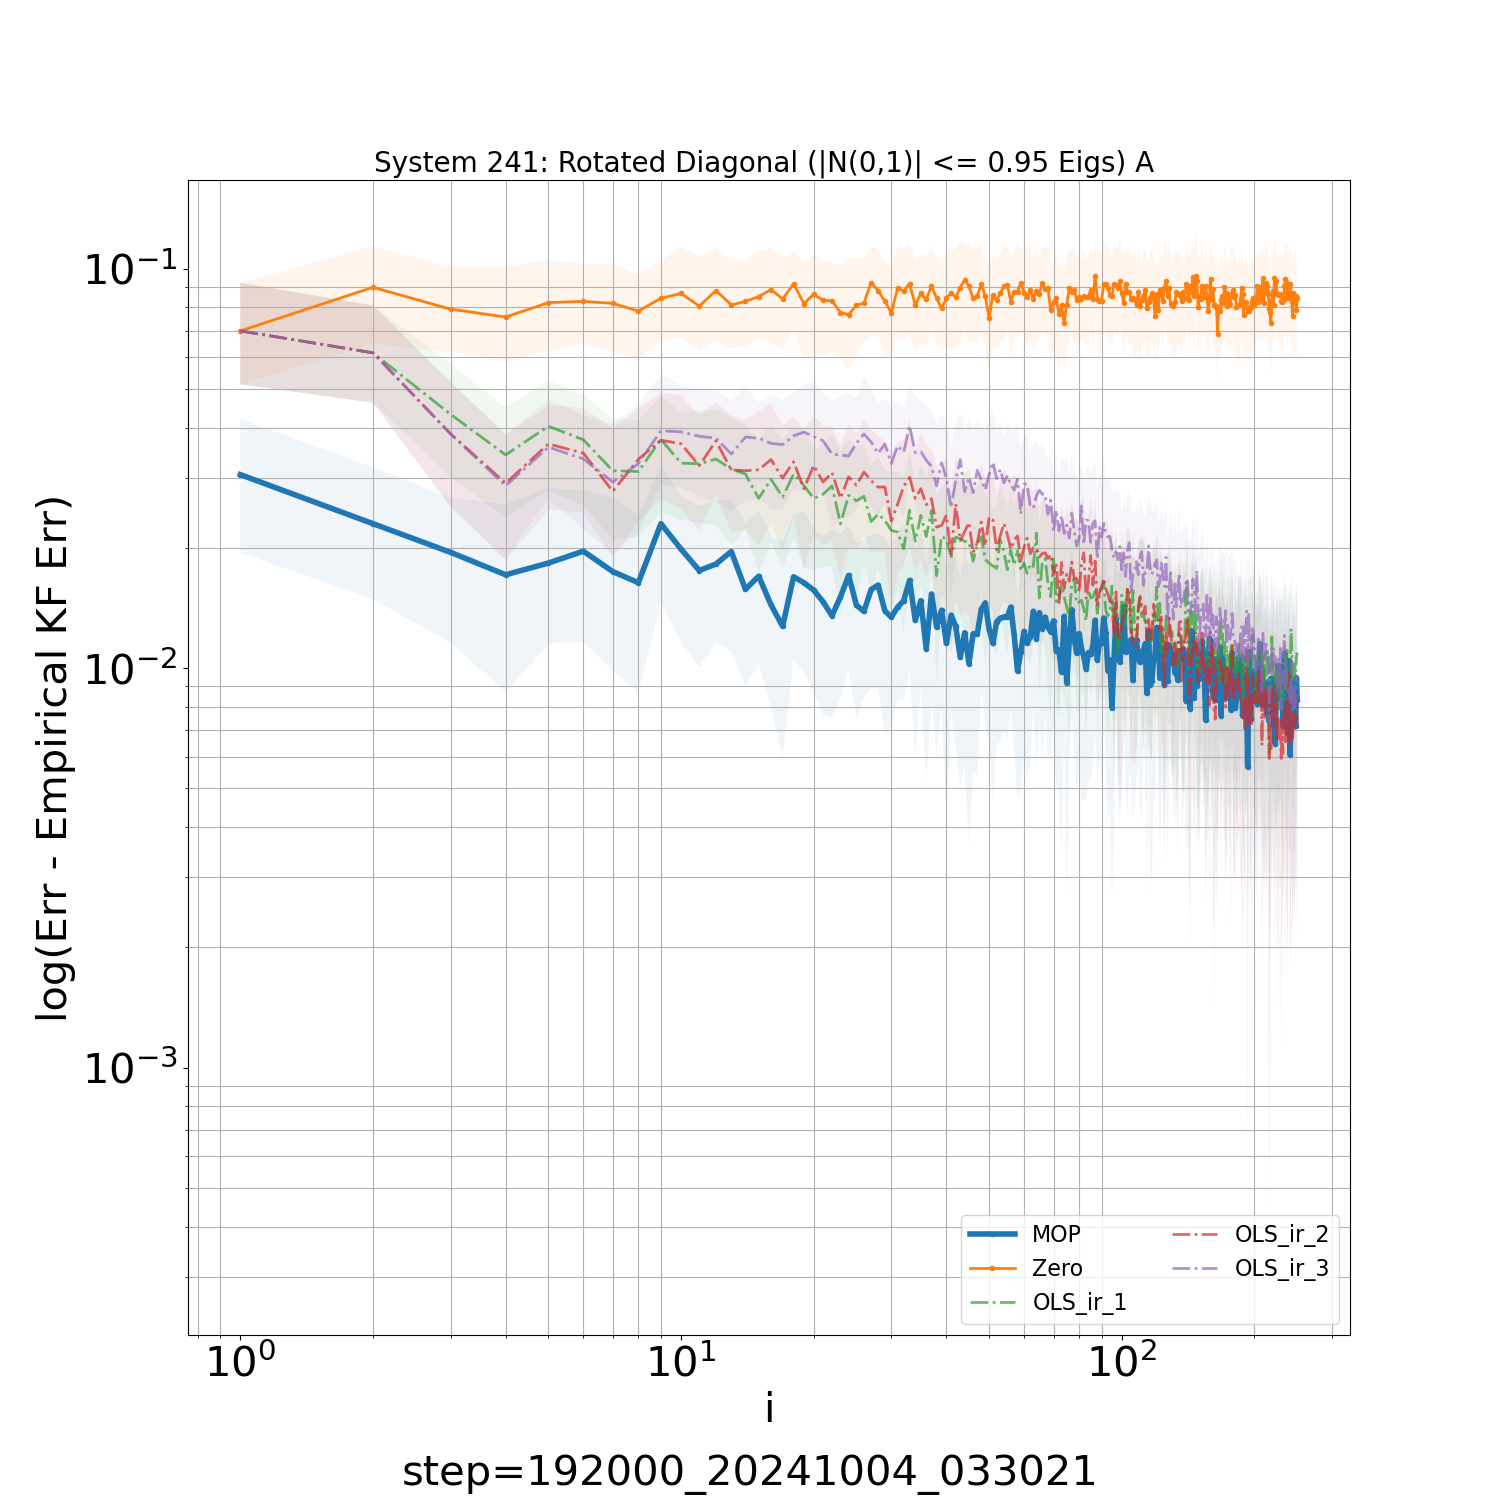 System 241: Rotated Diagonal (|N(0,1)| <= 0.95 Eigs) A
log(Err - Empirical KF Err)
10⁻¹
10⁻²
10⁻³
MOP
Zero
OLS_ir_1
OLS_ir_2
OLS_ir_3
10⁰ 10¹ 10²
i
step=192000_20241004_033021